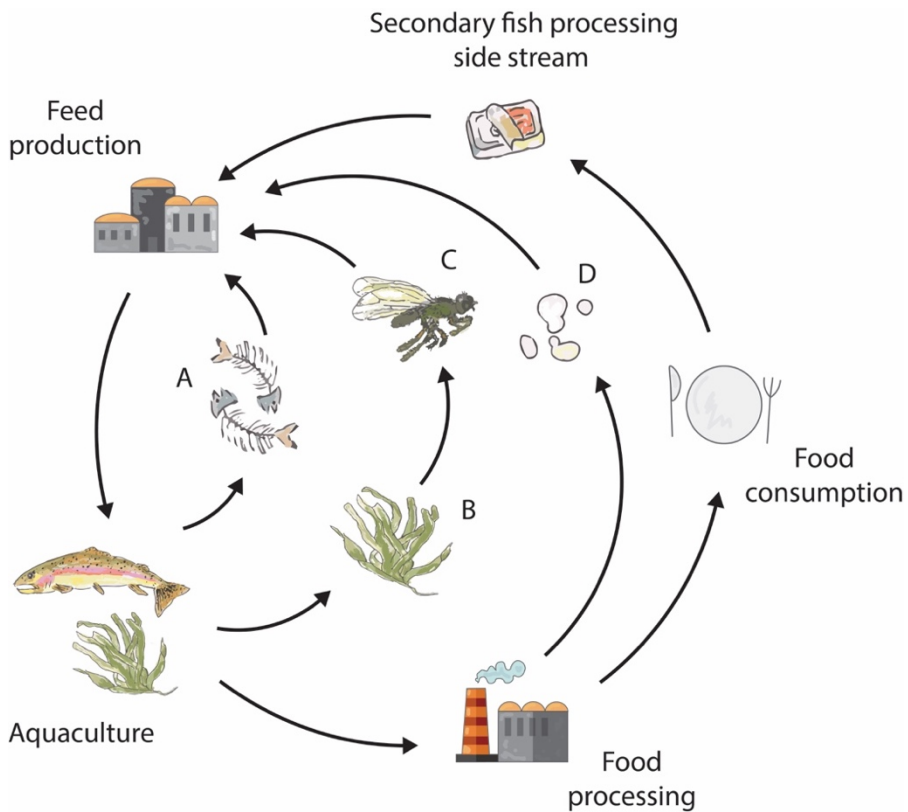 Secondary fish processing
side stream
Feed
production
C
D
A
B
Food
consumption
Aquaculture
Food
processing